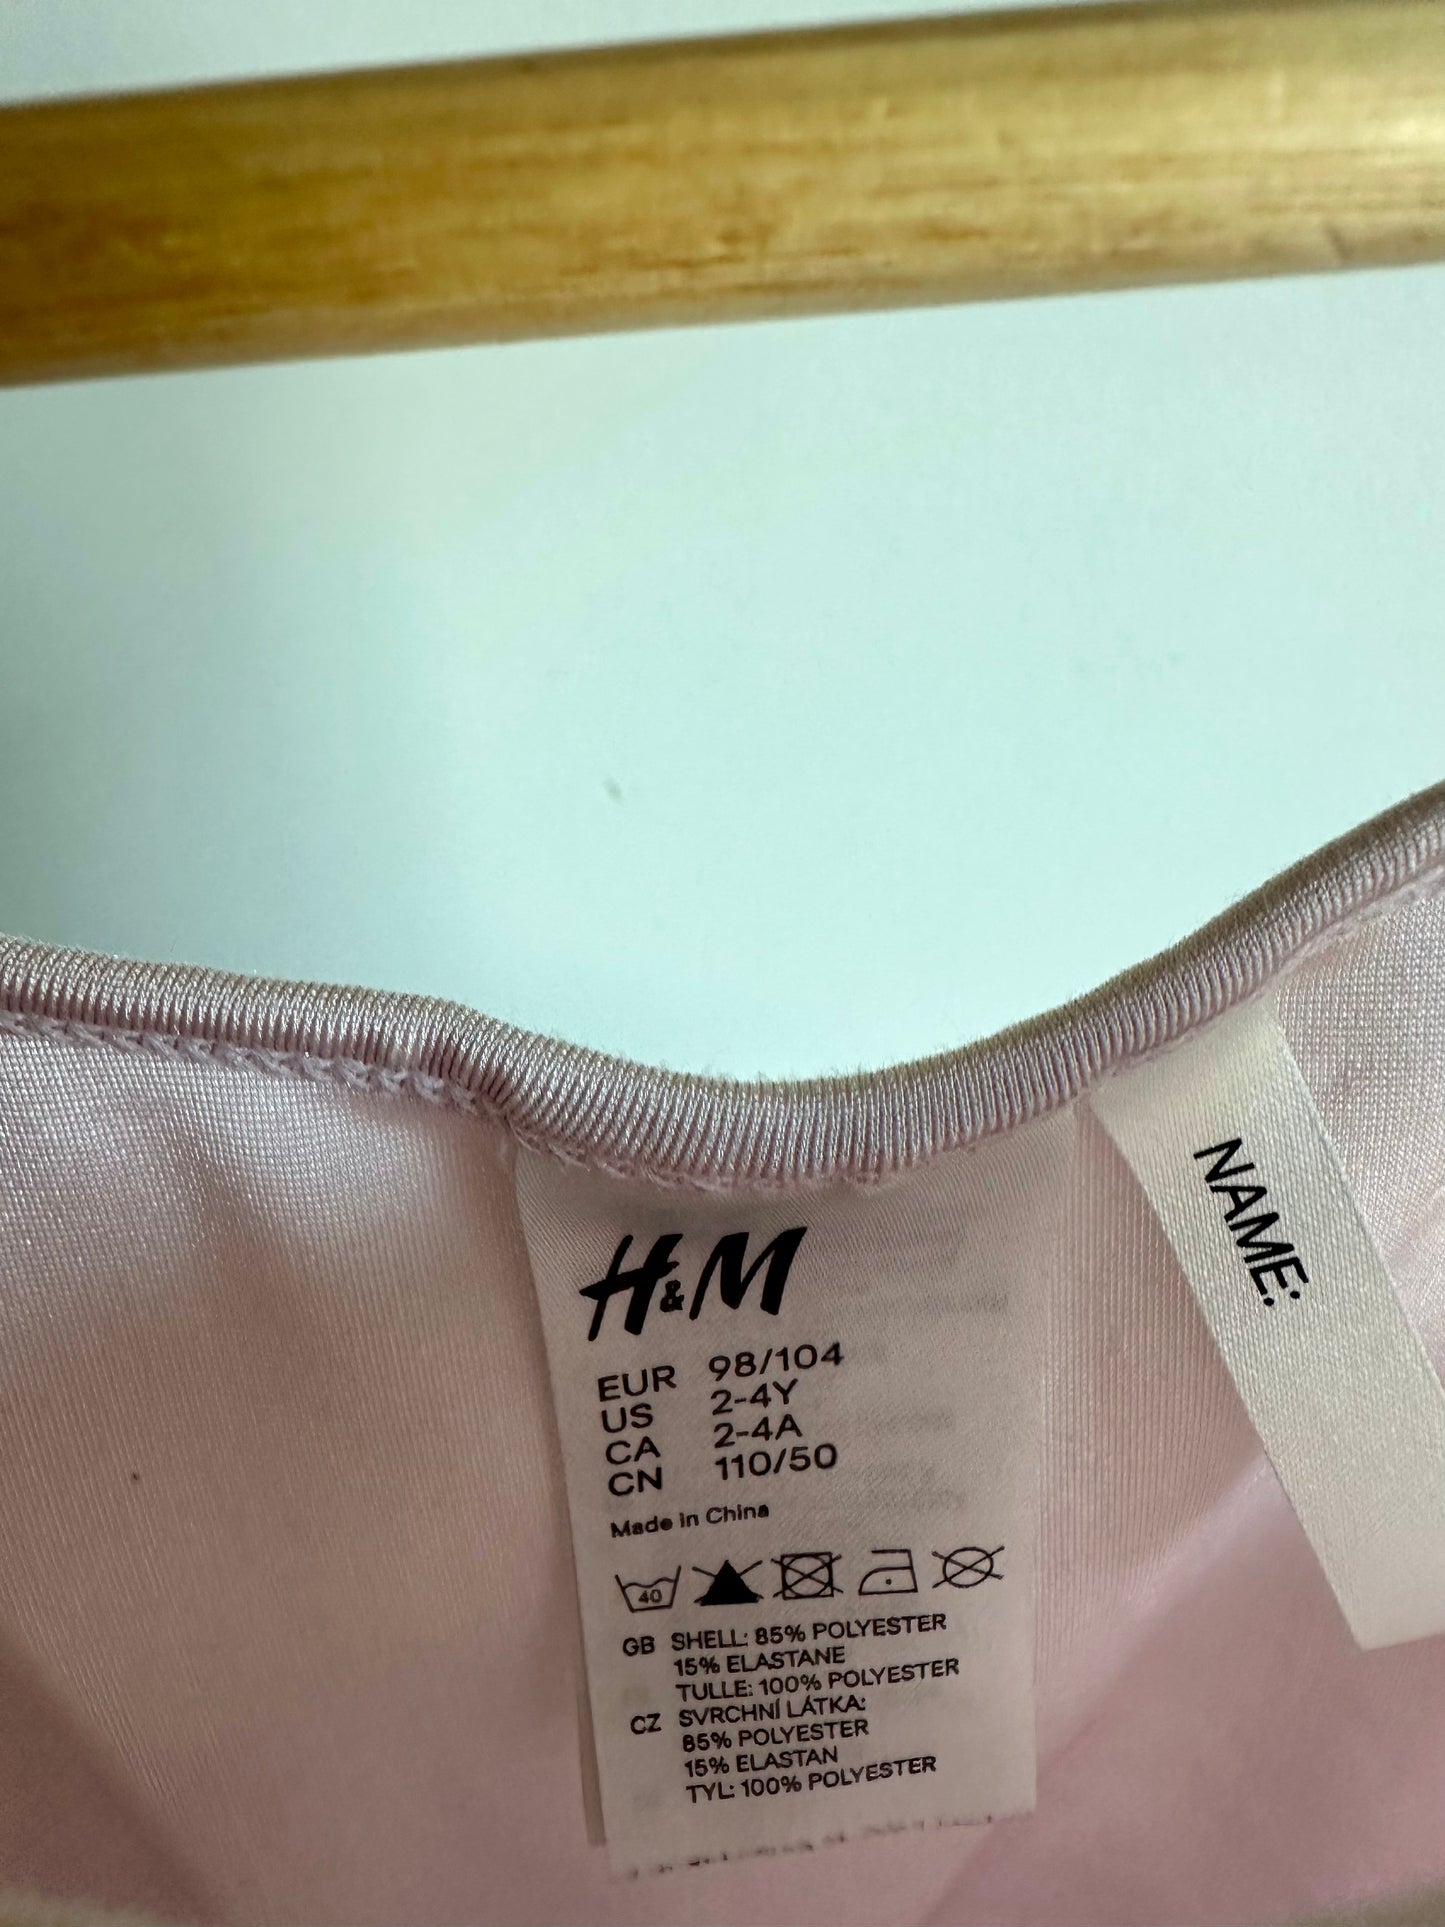 H&M
EUR 98/104
US 2-4Y
CA 2-4A
CN 110/50
Made in China
40
GB SHELL: 85% POLYESTER
15% ELASTANE
TULLE: 100% POLYESTER
CZ SVRCHNÍ LÁTKA:
85% POLYESTER
15% ELASTAN
TYL: 100% POLYESTER
NAME: